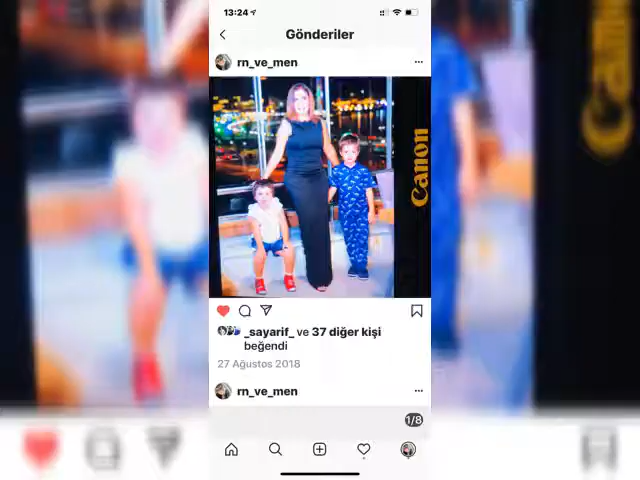 13:24
Gönderiler
rn_ve_men
Canon
_sayarif_ ve 37 diğer kişi
beğendi
27 Ağustos 2018
rn_ve_men
1/8